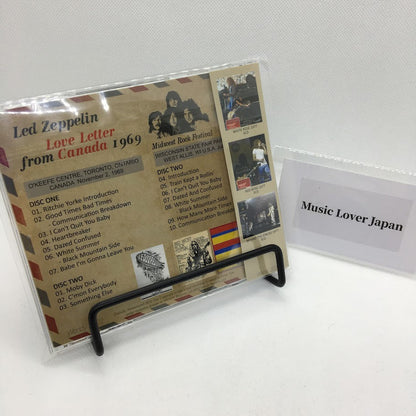 Led Zeppelin
Love Letter
from Canada 1969
O'KEEFE CENTRE, TORONTO, ONTARIO
CANADA November 2, 1969
DISC ONE
01. Ritchie Yorke Introduction
02. Good Times Bad Times
Communication Breakdown
03. I Can't Quit You Baby
04. Heartbreaker
05. Dazed Confused
06. White Summer
- Black Mountain Side
07. Babe I'm Gonna Leave You
DISC TWO
01. Moby Dick
02. C'mon Everybody
03. Something Else
Midwest Rock Festival
WISCONSIN STATE FAIR PARK
WEST ALLIS, WI U.S.A.
DISC TWO
04. Introduction
05. Train Kept a Rollin'
06. I Can't Quit You Baby
07. Dazed And Confused
08. White Summer
- Black Mountain Side
09. How Many More Times
10. Communication Breakdown
Music Lover Japan